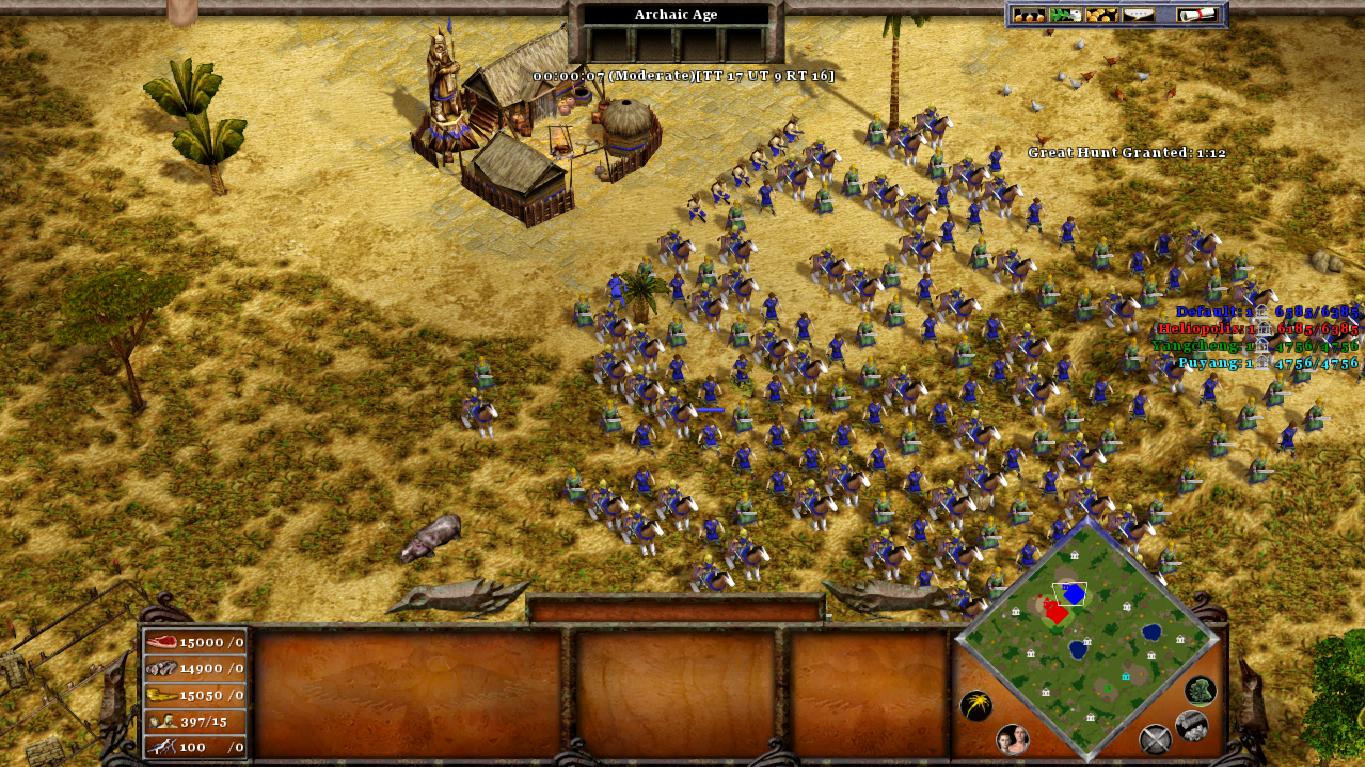 Archaic Age
00:00:07 (Moderate)[TT 17 UT 9 RT 16]
Great Hunt Granted: 1:12
Default: 1 6585/6385
Heliopolis: 1 6185/6385
Yangcheng: 1 4756/4756
Puyang: 1 4756/4756
15000 /0
14900 /0
15050 /0
397/15
100 /0